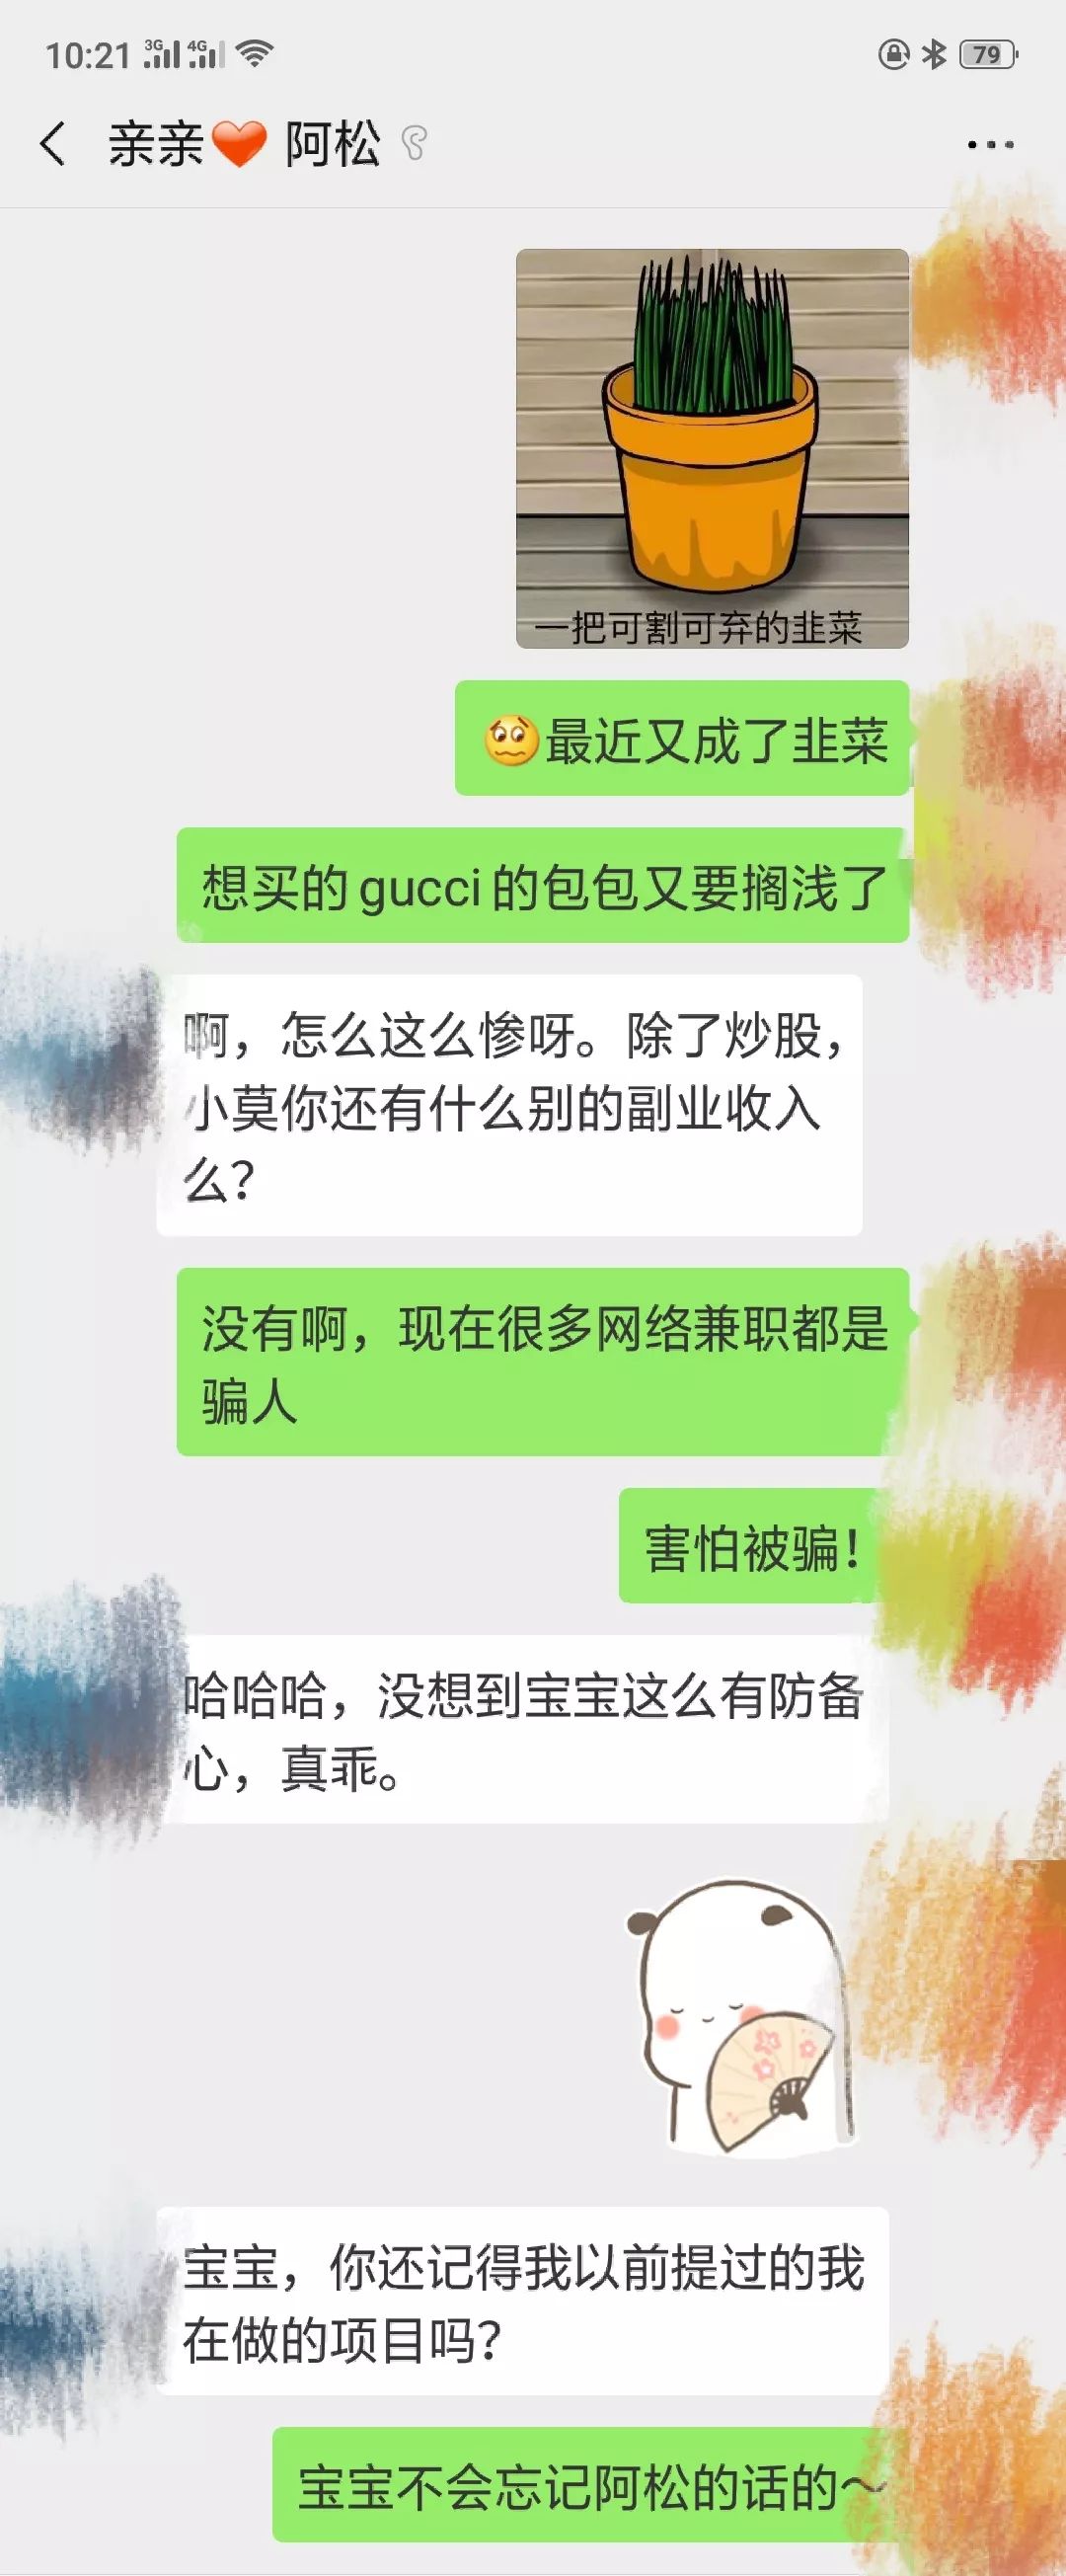 10:21 3G 4G 79
亲亲❤️ 阿松
一把可割可弃的韭菜
最近又成了韭菜
想买的gucci的包包又要搁浅了
啊，怎么这么惨呀。除了炒股，
小莫你还有什么别的副业收入
么？
没有啊，现在很多网络兼职都是
骗人
害怕被骗！
哈哈哈，没想到宝宝这么有防备
心，真乖。
宝宝，你还记得我以前提过的我
在做的项目吗？
宝宝不会忘记阿松的话的～